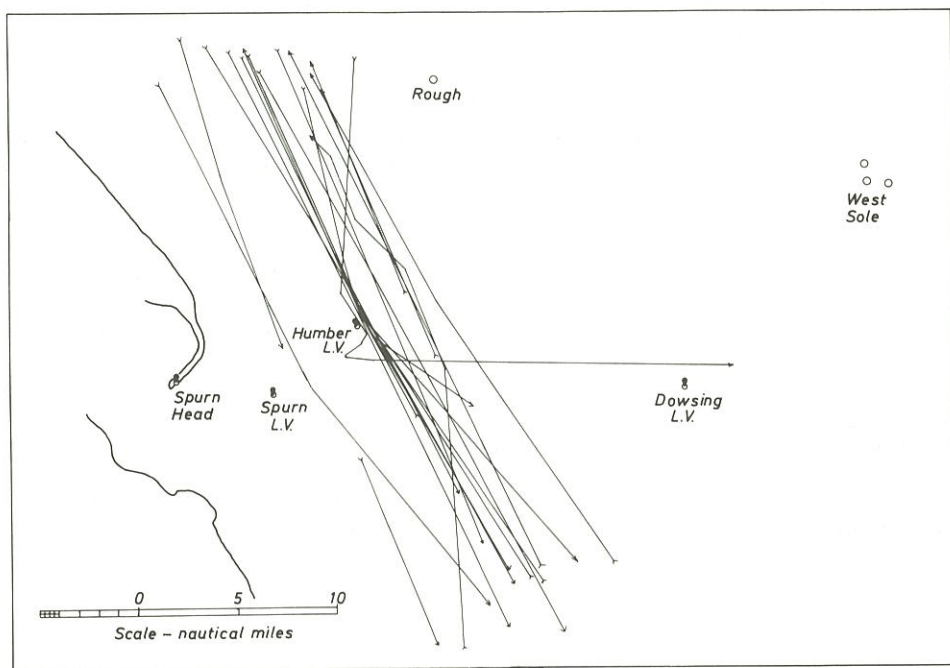 Rough
West
Sole
Humber
L.V.
Spurn
Head
Spurn
L.V.
Dowsing
L.V.
0 5 10
Scale – nautical miles